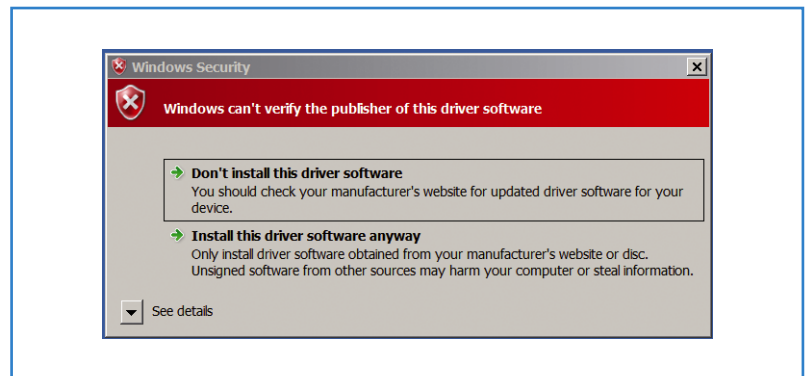 Windows Security
Windows can't verify the publisher of this driver software
Don't install this driver software
You should check your manufacturer's website for updated driver software for your
device.
Install this driver software anyway
Only install driver software obtained from your manufacturer's website or disc.
Unsigned software from other sources may harm your computer or steal information.
See details